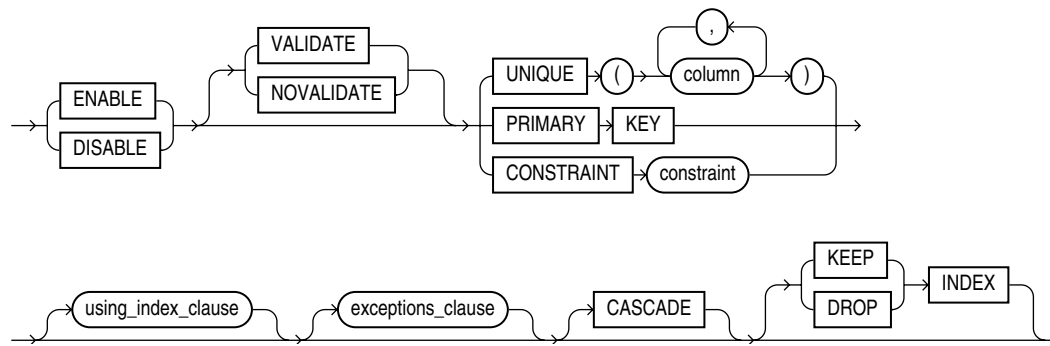 ,
VALIDATE
UNIQUE ( column )
ENABLE NOVALIDATE
PRIMARY KEY
DISABLE
CONSTRAINT constraint
KEEP
using_index_clause exceptions_clause CASCADE INDEX
DROP